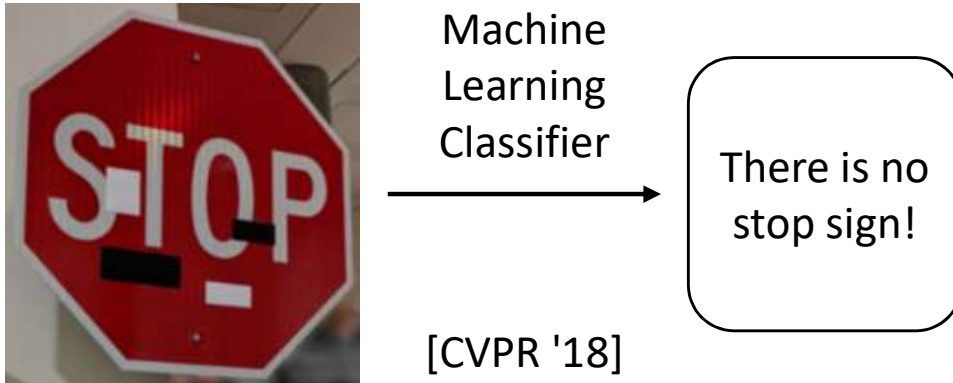 STOP
Machine
Learning
Classifier
[CVPR '18]
There is no
stop sign!